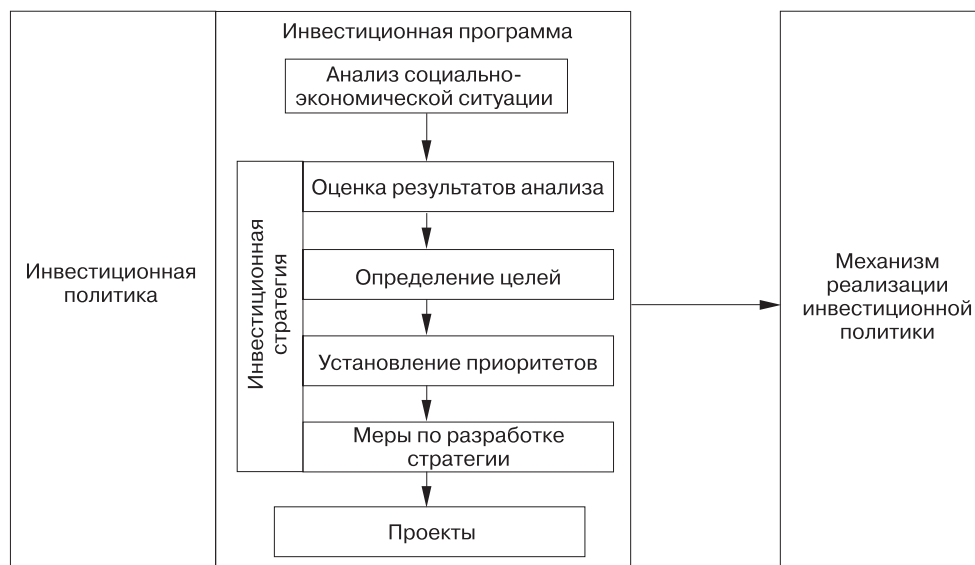 Инвестиционная
политика
Инвестиционная программа
Анализ социально-
экономической ситуации
Инвестиционная
стратегия
Оценка результатов анализа
Определение целей
Установление приоритетов
Меры по разработке
стратегии
Проекты
Механизм
реализации
инвестиционной
политики